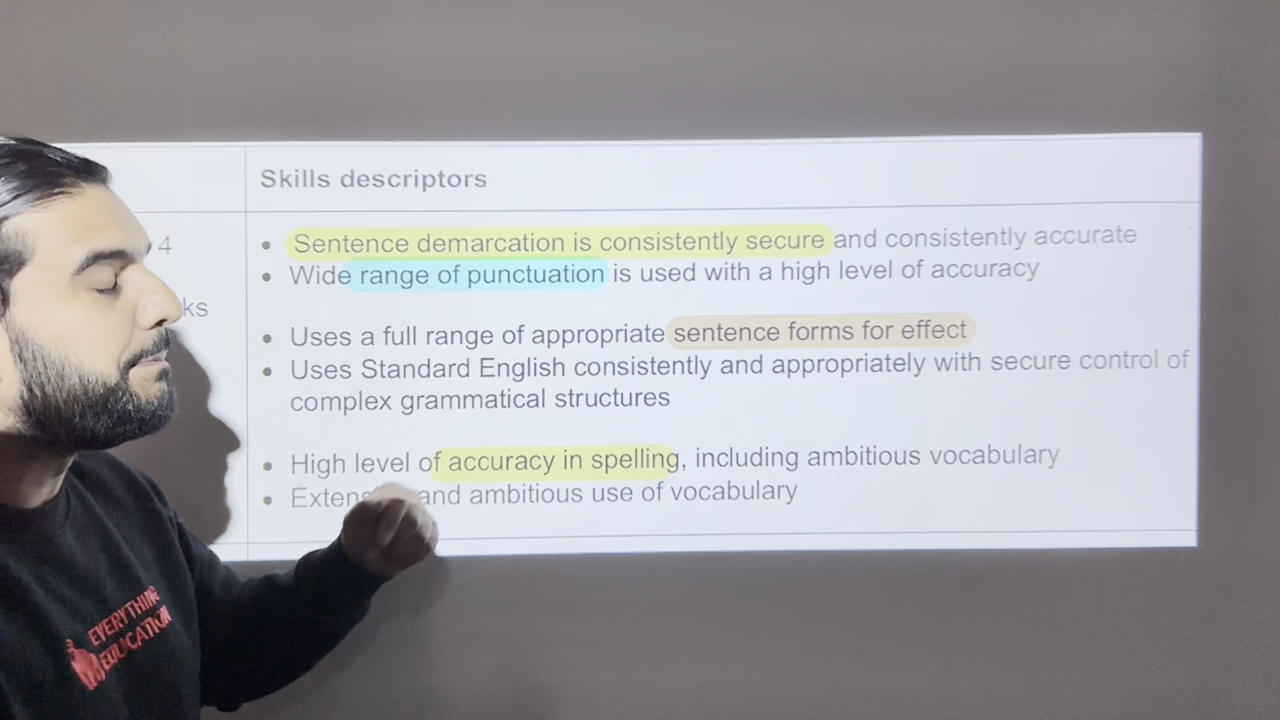 Skills descriptors
4
Sentence demarcation is consistently secure and consistently accurate
Wide range of punctuation is used with a high level of accuracy
ks
Uses a full range of appropriate sentence forms for effect
Uses Standard English consistently and appropriately with secure control of
complex grammatical structures
High level of accuracy in spelling, including ambitious vocabulary
and ambitious use of vocabulary
EVERYTHING
EDUCATION